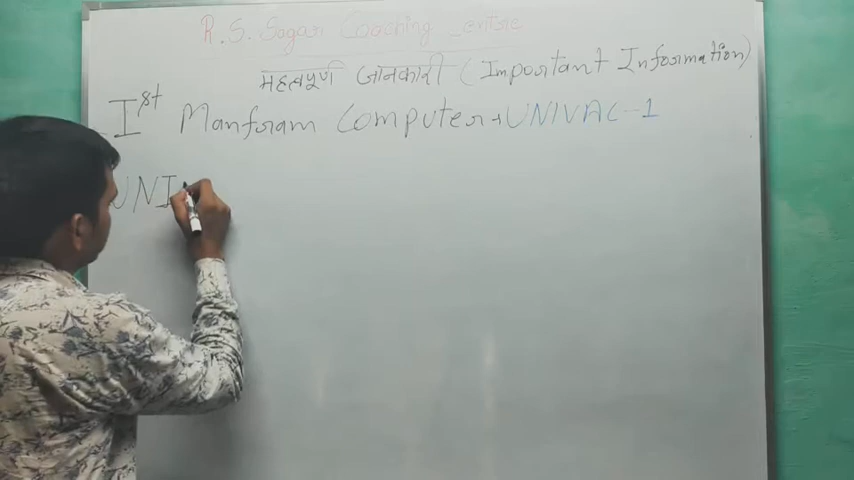 R. S. Sagar Coaching Centre
महत्वपूर्ण जानकारी (Important Information)
Ist Manfram Computer → UNIVAC-1
UNI